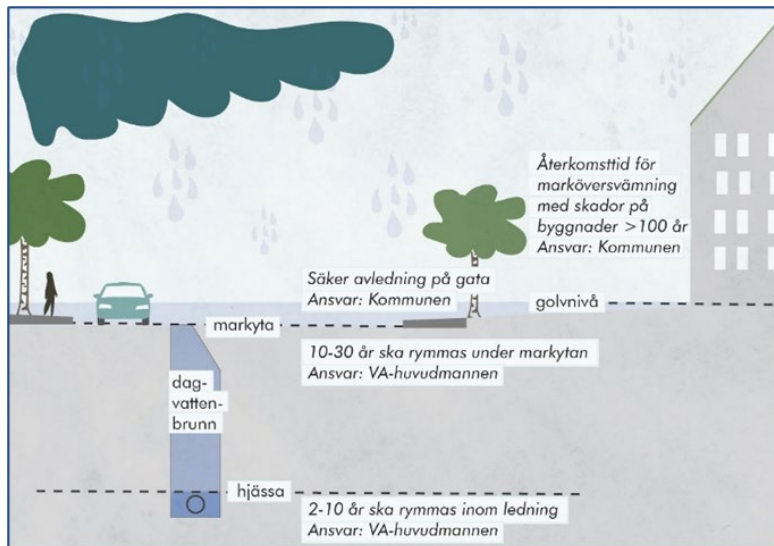 Återkomsttid för
marköversvämning
med skador på
byggnader >100 år
Ansvar: Kommunen
Säker avledning på gata
Ansvar: Kommunen
golvnivå
markyta
10-30 år ska rymmas under markytan
Ansvar: VA-huvudmannen
dag-
vatten-
brunn
hjässa
2-10 år ska rymmas inom ledning
Ansvar: VA-huvudmannen